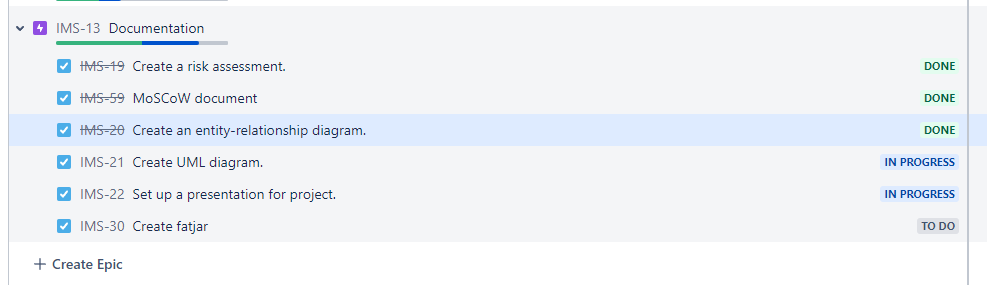 IMS-13 Documentation
IMS-19 Create a risk assessment. DONE
IMS-59 MoSCoW document DONE
IMS-20 Create an entity-relationship diagram. DONE
IMS-21 Create UML diagram. IN PROGRESS
IMS-22 Set up a presentation for project. IN PROGRESS
IMS-30 Create fatjar TO DO
+ Create Epic